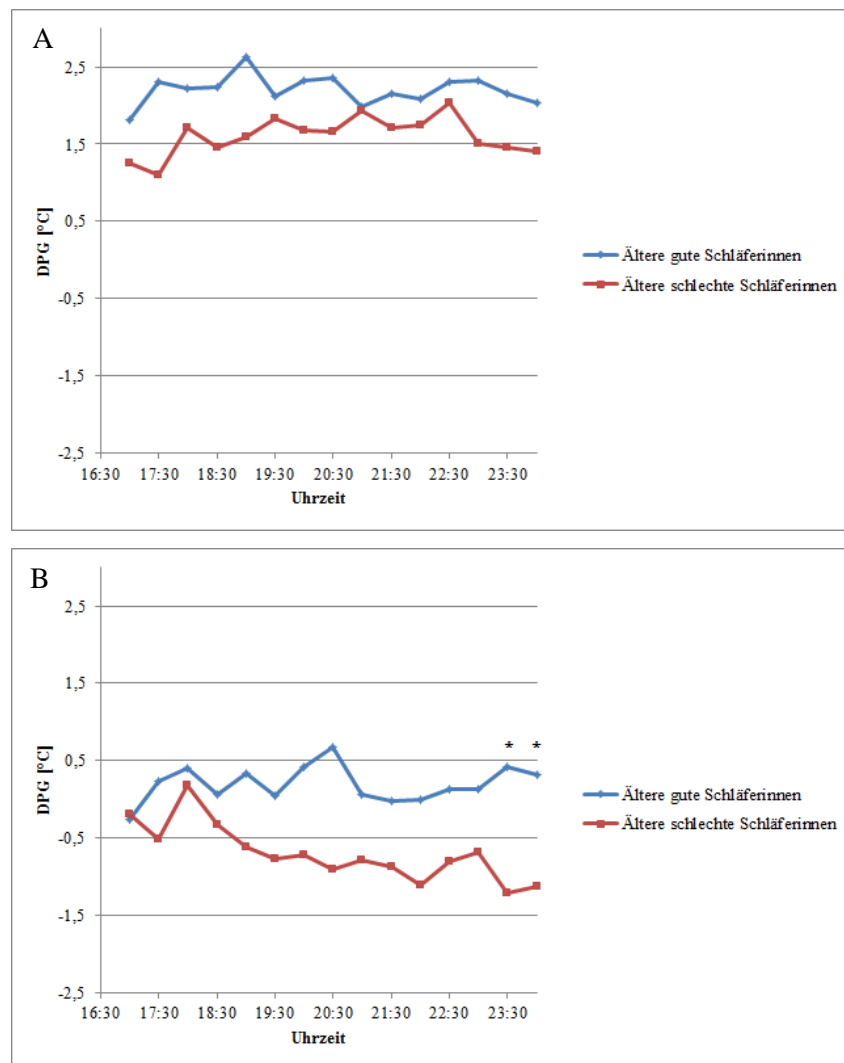 A
2,5
1,5
0,5
-0,5
-1,5
-2,5
DPG [°C]
16:30 17:30 18:30 19:30 20:30 21:30 22:30 23:30
Uhrzeit
Ältere gute Schläferinnen
Ältere schlechte Schläferinnen
B
2,5
1,5
0,5
-0,5
-1,5
-2,5
DPG [°C]
* *
16:30 17:30 18:30 19:30 20:30 21:30 22:30 23:30
Uhrzeit
Ältere gute Schläferinnen
Ältere schlechte Schläferinnen